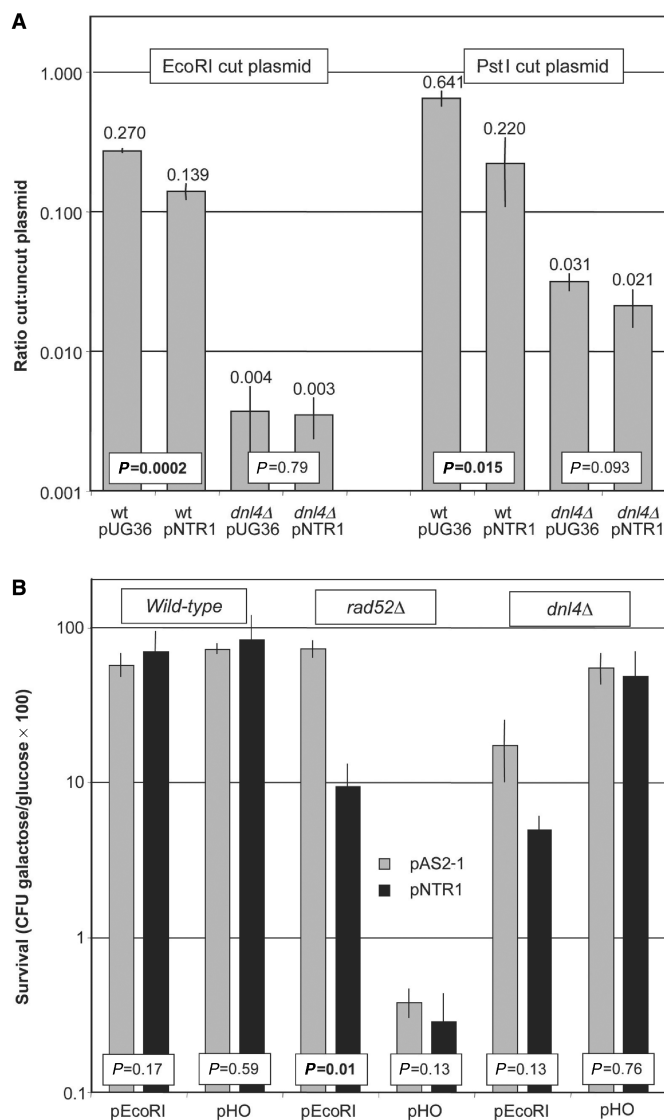 A
EcoRI cut plasmid
PstI cut plasmid
Ratio cut:uncut plasmid
1.000
0.100
0.010
0.001
0.270
0.139
0.004
0.003
0.641
0.220
0.031
0.021
P=0.0002
P=0.79
P=0.015
P=0.093
wt pUG36
wt pNTR1
dnl4Δ pUG36
dnl4Δ pNTR1
wt pUG36
wt pNTR1
dnl4Δ pUG36
dnl4Δ pNTR1
B
Wild-type
rad52Δ
dnl4Δ
Survival (CFU galactose/glucose × 100)
100
10
1
0.1
pAS2-1
pNTR1
P=0.17
P=0.59
P=0.01
P=0.13
P=0.13
P=0.76
pEcoRI
pHO
pEcoRI
pHO
pEcoRI
pHO